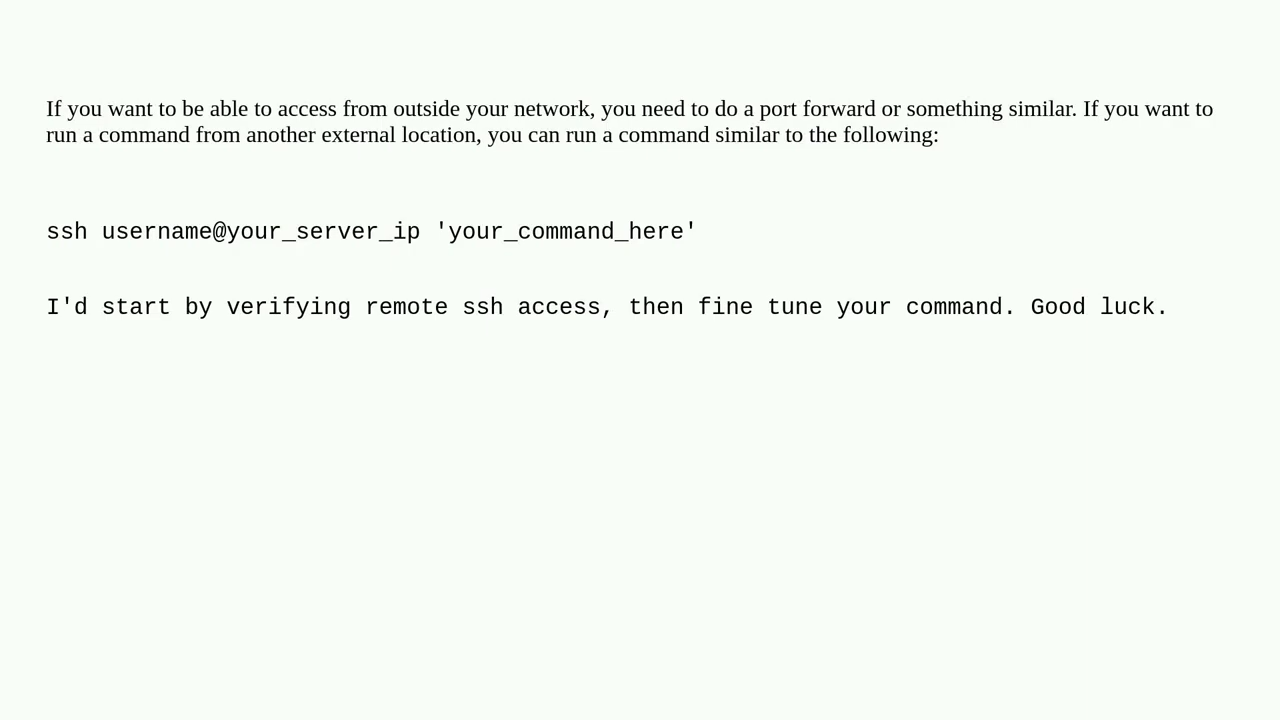 If you want to be able to access from outside your network, you need to do a port forward or something similar. If you want to
run a command from another external location, you can run a command similar to the following:
ssh username@your_server_ip 'your_command_here'
I'd start by verifying remote ssh access, then fine tune your command. Good luck.